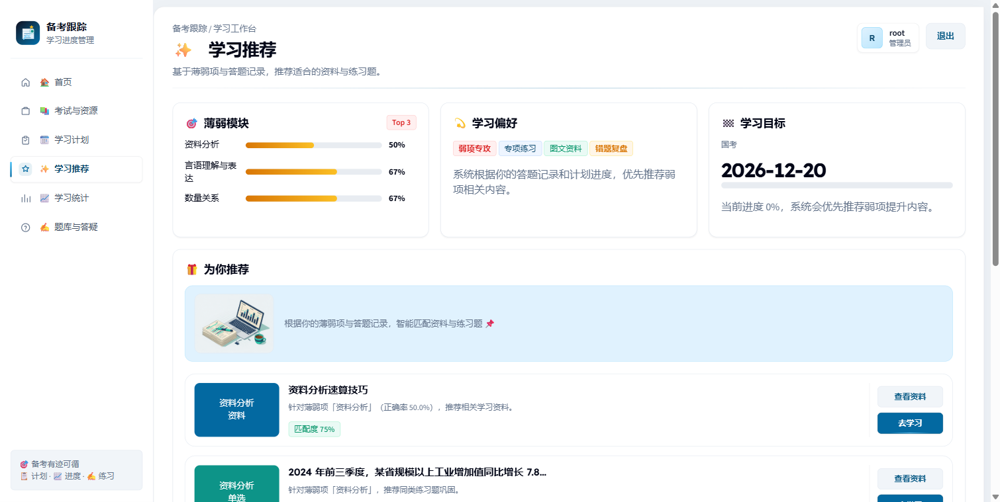 备考跟踪
学习进度管理
首页
考试与资源
学习计划
学习推荐
学习统计
题库与答疑
备考有迹可循
计划 · 进度 · 练习
备考跟踪 / 学习工作台
学习推荐
基于薄弱项与答题记录，推荐适合的资料与练习题。
R
root
管理员
退出
薄弱模块
Top 3
资料分析
50%
言语理解与表
达
67%
数量关系
67%
学习偏好
弱项专攻 专项练习 图文资料 错题复盘
系统根据你的答题记录和计划进度，优先推荐弱
项相关内容。
学习目标
国考
2026-12-20
当前进度 0%，系统会优先推荐弱项提升内容。
为你推荐
根据你的薄弱项与答题记录，智能匹配资料与练习题
资料分析
资料
资料分析速算技巧
针对薄弱项「资料分析」（正确率 50.0%），推荐相关学习资料。
匹配度 75%
查看资料
去学习
资料分析
单选
2024 年前三季度，某省规模以上工业增加值同比增长 7.8...
针对薄弱项「资料分析」，推荐同类练习题巩固。
查看资料